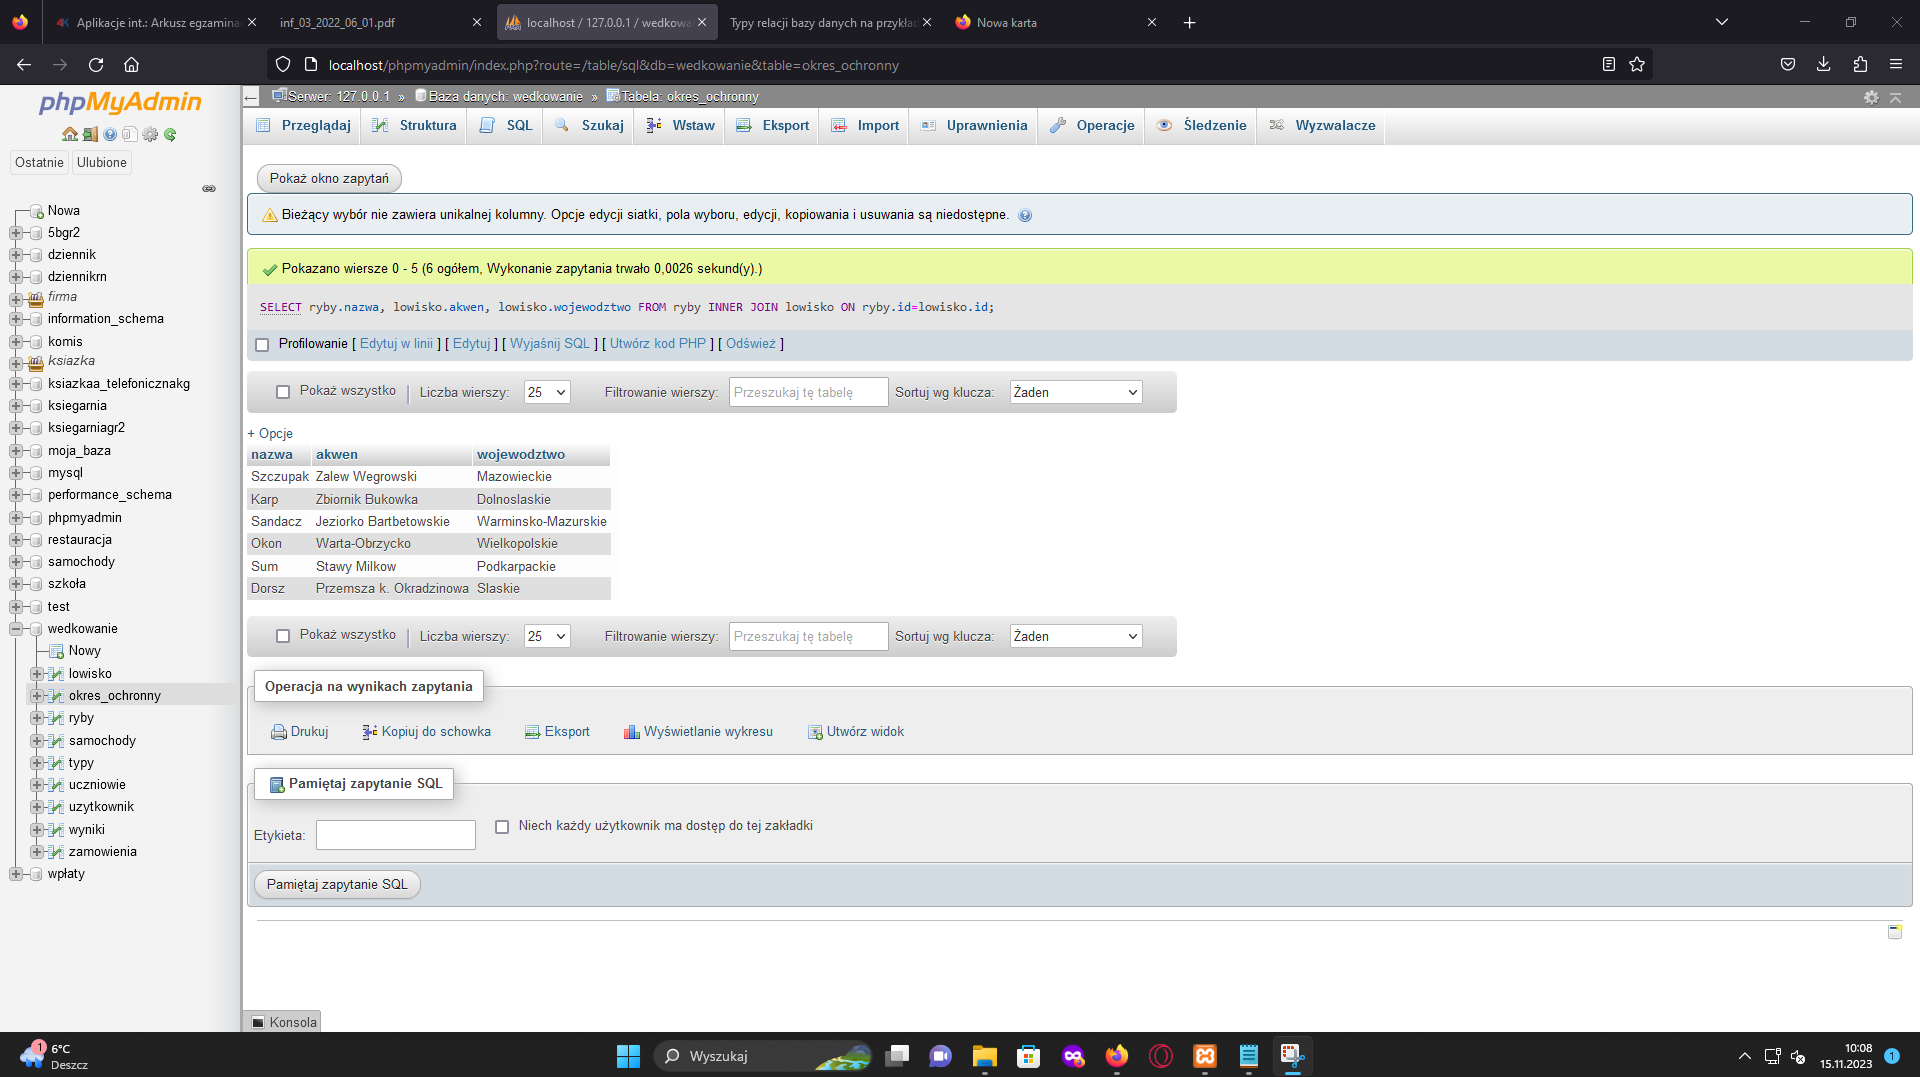 Aplikacje int.: Arkusz egzamina
inf_03_2022_06_01.pdf
localhost / 127.0.0.1 / wedkowa
Typy relacji bazy danych na przykła
Nowa karta
localhost/phpmyadmin/index.php?route=/table/sql&db=wedkowanie&table=okres_ochronny
phpMyAdmin
Ostatnie
Ulubione
Nowa
5bgr2
dziennik
dziennikrn
firma
information_schema
komis
ksiazka
ksiazkaa_telefonicznakg
ksiegarnia
ksiegarniagr2
moja_baza
mysql
performance_schema
phpmyadmin
restauracja
samochody
szkoła
test
wedkowanie
Nowy
lowisko
okres_ochronny
ryby
samochody
typy
uczniowie
uzytkownik
wyniki
zamowienia
wpłaty
Serwer: 127.0.0.1 » Baza danych: wedkowanie » Tabela: okres_ochronny
Przeglądaj Struktura SQL Szukaj Wstaw Eksport Import Uprawnienia Operacje Śledzenie Wyzwalacze
Pokaż okno zapytań
Bieżący wybór nie zawiera unikalnej kolumny. Opcje edycji siatki, pola wyboru, edycji, kopiowania i usuwania są niedostępne.
Pokazano wiersze 0 - 5 (6 ogółem, Wykonanie zapytania trwało 0,0026 sekund(y).)
SELECT ryby.nazwa, lowisko.akwen, lowisko.wojewodztwo FROM ryby INNER JOIN lowisko ON ryby.id=lowisko.id;
Profilowanie [ Edytuj w linii ] [ Edytuj ] [ Wyjaśnij SQL ] [ Utwórz kod PHP ] [ Odśwież ]
Pokaż wszystko | Liczba wierszy: 25 Filtrowanie wierszy: Przeszukaj tę tabelę Sortuj wg klucza: Żaden
+ Opcje
nazwa akwen wojewodztwo
Szczupak Zalew Wegrowski Mazowieckie
Karp Zbiornik Bukowka Dolnoslaskie
Sandacz Jeziorko Bartbetowskie Warminsko-Mazurskie
Okon Warta-Obrzycko Wielkopolskie
Sum Stawy Milkow Podkarpackie
Dorsz Przemsza k. Okradzinowa Slaskie
Pokaż wszystko | Liczba wierszy: 25 Filtrowanie wierszy: Przeszukaj tę tabelę Sortuj wg klucza: Żaden
Operacja na wynikach zapytania
Drukuj Kopiuj do schowka Eksport Wyświetlanie wykresu Utwórz widok
Pamiętaj zapytanie SQL
Etykieta: Niech każdy użytkownik ma dostęp do tej zakładki
Pamiętaj zapytanie SQL
Konsola
1
6°C
Deszcz
Wyszukaj
10:08
15.11.2023
1